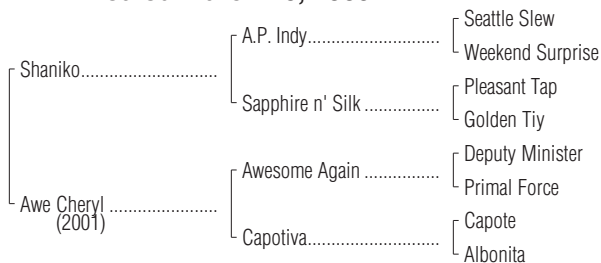 Seattle Slew
A.P. Indy
Weekend Surprise
Shaniko
Pleasant Tap
Sapphire n' Silk
Golden Tiy
Deputy Minister
Awesome Again
Primal Force
Awe Cheryl
(2001)
Capote
Capotiva
Albonita